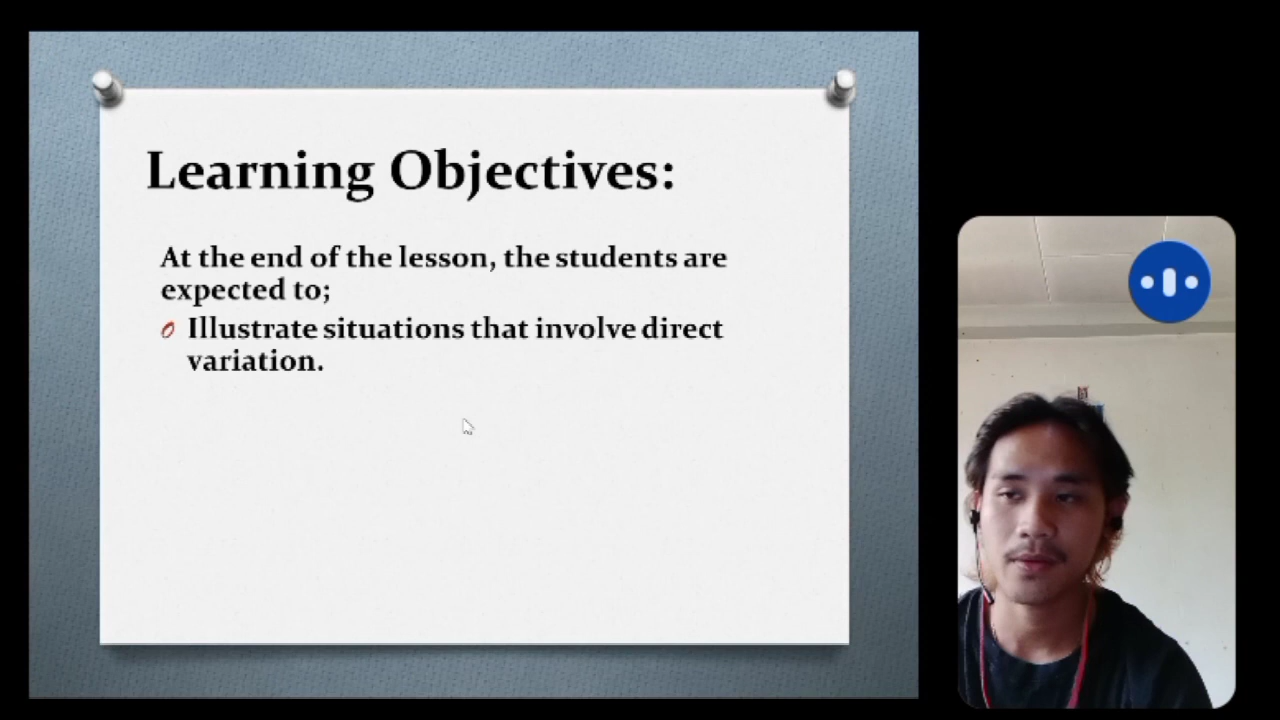 Learning Objectives:
At the end of the lesson, the students are
expected to;
Illustrate situations that involve direct
variation.